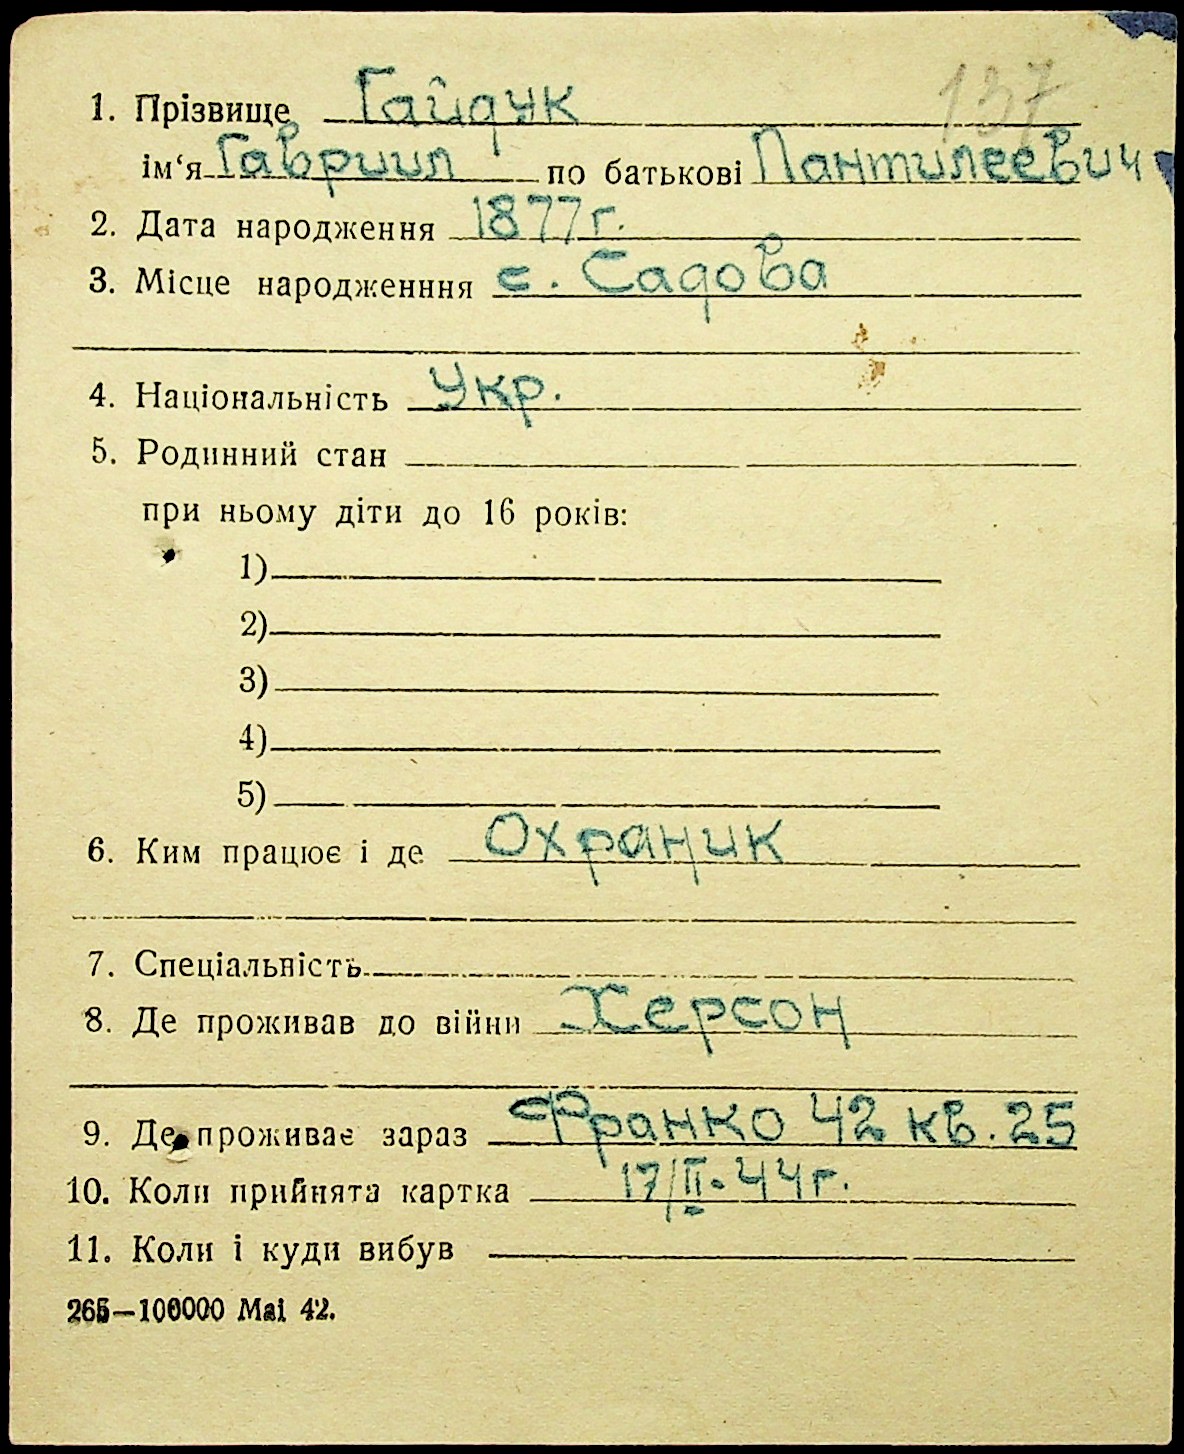 137
1. Прізвище Гайдук
ім‘я Гавриил по батькові Пантилеевич
2. Дата народження 1877 г.
3. Місце народженння с. Садова
4. Національність Укр.
5. Родинний стан
при ньому діти до 16 років:
1)
2)
3)
4)
5)
6. Ким працює і де Охраник
7. Спеціальність
8. Де проживав до війни Херсон
9. Де проживає зараз Франко 42 кв. 25
10. Коли прийнята картка 17/II-44г.
11. Коли і куди вибув
265—100000 Mai 42.